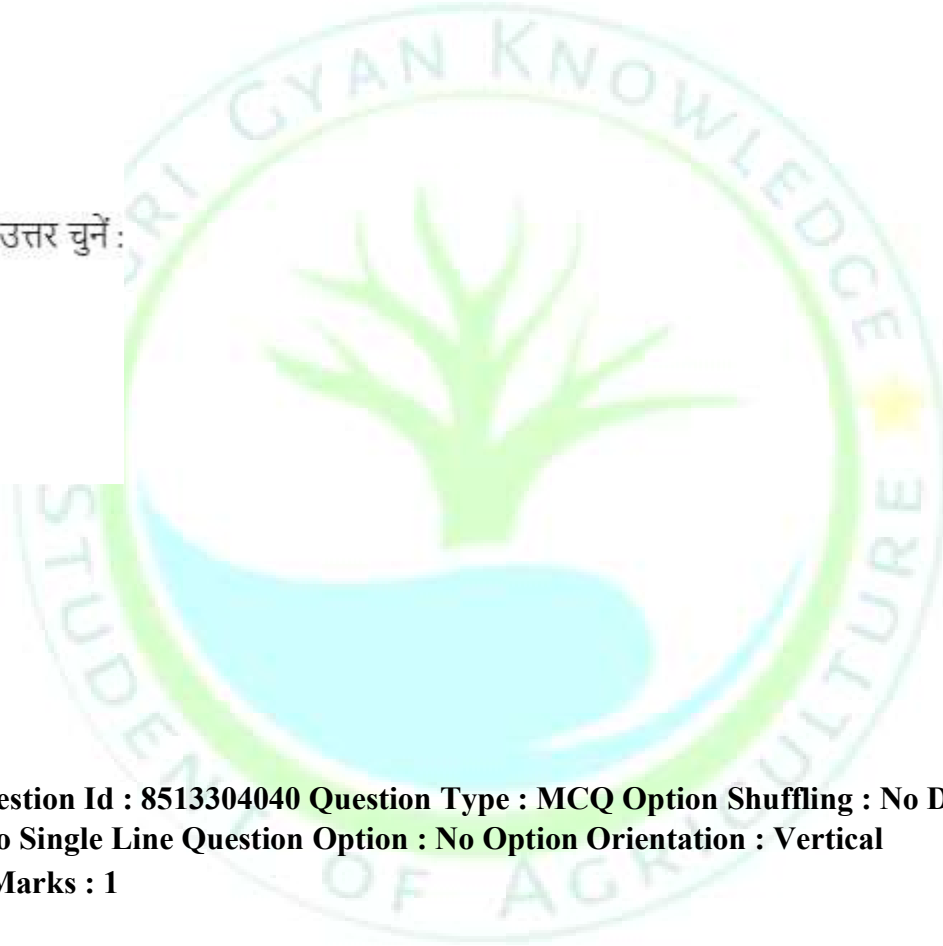 AGRI GYAN KNOWLEDGE
उत्तर चुनें :
STUDENT OF AGRICULTURE
estion Id : 8513304040 Question Type : MCQ Option Shuffling : No D
o Single Line Question Option : No Option Orientation : Vertical
Marks : 1